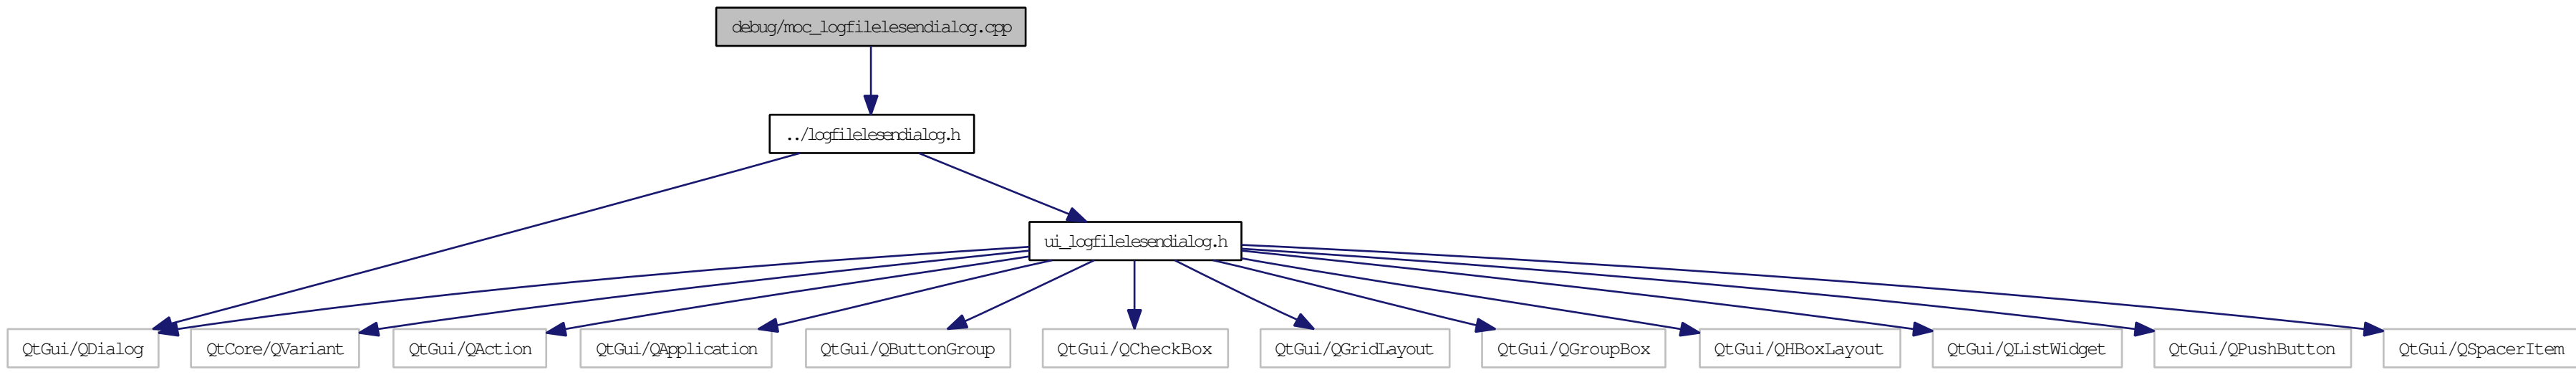 debug/moc_logfilelesendialog.cpp
../logfilelesendialog.h
ui_logfilelesendialog.h
QtGui/QDialog
QtCore/QVariant
QtGui/QAction
QtGui/QApplication
QtGui/QButtonGroup
QtGui/QCheckBox
QtGui/QGridLayout
QtGui/QGroupBox
QtGui/QHBoxLayout
QtGui/QListWidget
QtGui/QPushButton
QtGui/QSpacerItem